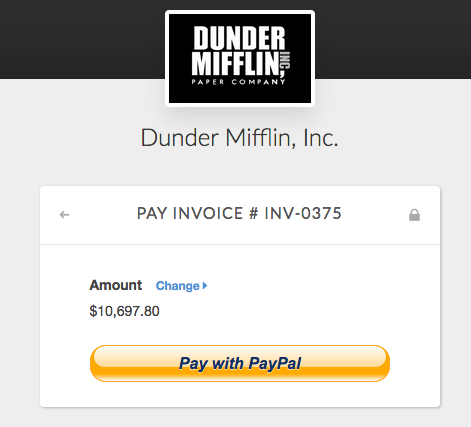 DUNDER
MIFFLIN, INC
PAPER COMPANY
Dunder Mifflin, Inc.
PAY INVOICE # INV-0375
Amount Change
$10,697.80
Pay with PayPal